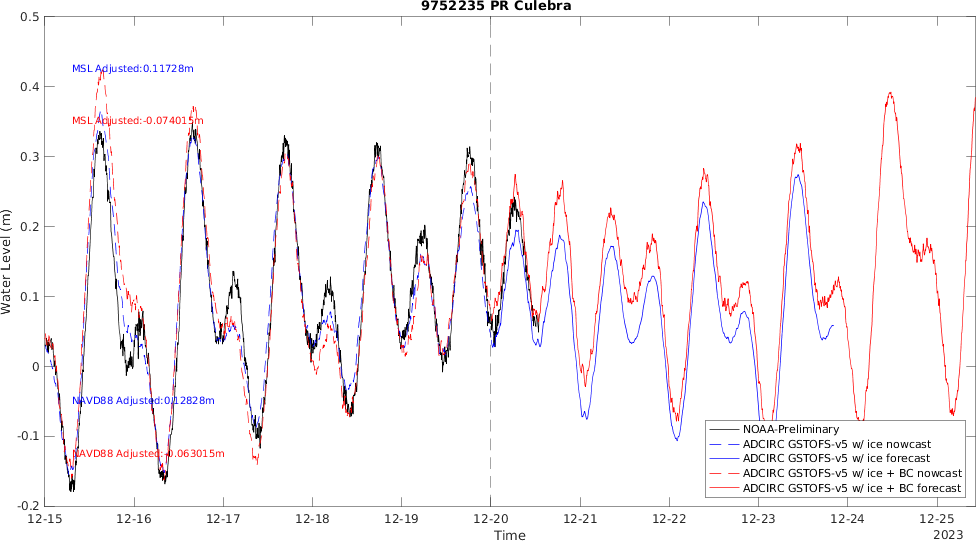 9752235 PR Culebra
0.5
0.4
0.3
0.2
0.1
0
-0.1
-0.2
Water Level (m)
MSL Adjusted:0.11728m
MSL Adjusted:-0.074015m
NAVD88 Adjusted:0.12828m
NAVD88 Adjusted:-0.063015m
NOAA-Preliminary
ADCIRC GSTOFS-v5 w/ ice nowcast
ADCIRC GSTOFS-v5 w/ ice forecast
ADCIRC GSTOFS-v5 w/ ice + BC nowcast
ADCIRC GSTOFS-v5 w/ ice + BC forecast
12-15 12-16 12-17 12-18 12-19 12-20 12-21 12-22 12-23 12-24 12-25
Time
2023